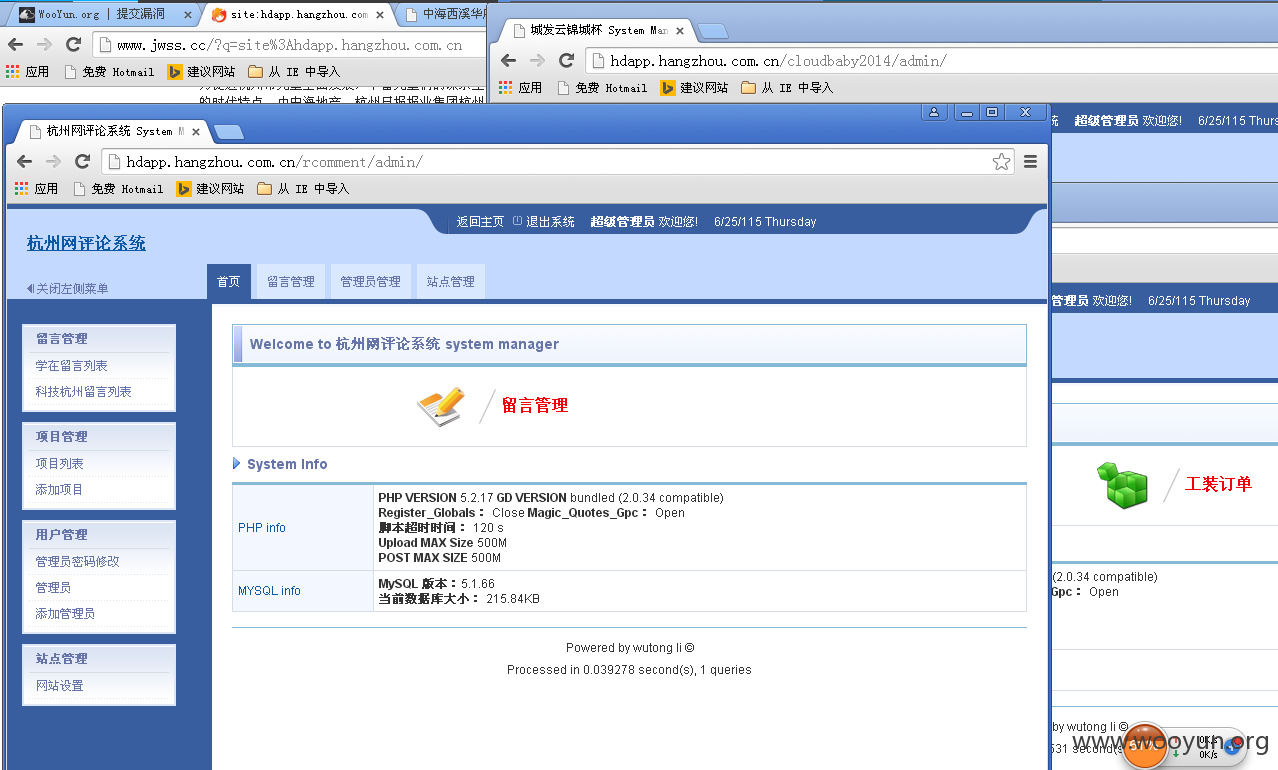 WooYun.org | 提交漏洞
site:hdapp.hangzhou.com
中海西溪华府
www.jwss.cc/?q=site%3Ahdapp.hangzhou.com.cn
应用 免费 Hotmail 建议网站 从 IE 中导入
城发云锦城杯 System Man
hdapp.hangzhou.com.cn/cloudbaby2014/admin/
应用 免费 Hotmail 建议网站 从 IE 中导入
超级管理员 欢迎您! 6/25/115 Thurs
杭州网评论系统 System M
hdapp.hangzhou.com.cn/rcomment/admin/
应用 免费 Hotmail 建议网站 从 IE 中导入
返回主页 退出系统 超级管理员 欢迎您! 6/25/115 Thursday
杭州网评论系统
关闭左侧菜单
首页 留言管理 管理员管理 站点管理
留言管理
学在留言列表
科技杭州留言列表
项目管理
项目列表
添加项目
用户管理
管理员密码修改
管理员
添加管理员
站点管理
网站设置
Welcome to 杭州网评论系统 system manager
留言管理
System Info
PHP info
PHP VERSION 5.2.17 GD VERSION bundled (2.0.34 compatible)
Register_Globals： Close Magic_Quotes_Gpc： Open
脚本超时时间： 120 s
Upload MAX Size 500M
POST MAX SIZE 500M
MYSQL info
MySQL 版本：5.1.66
当前数据库大小： 215.84KB
Powered by wutong li ©
Processed in 0.039278 second(s), 1 queries
管理员 欢迎您! 6/25/115 Thursday
工装订单
(2.0.34 compatible)
Gpc： Open
by wutong li ©
531 second(s
0K/s
0K/s
www.wooyun.org